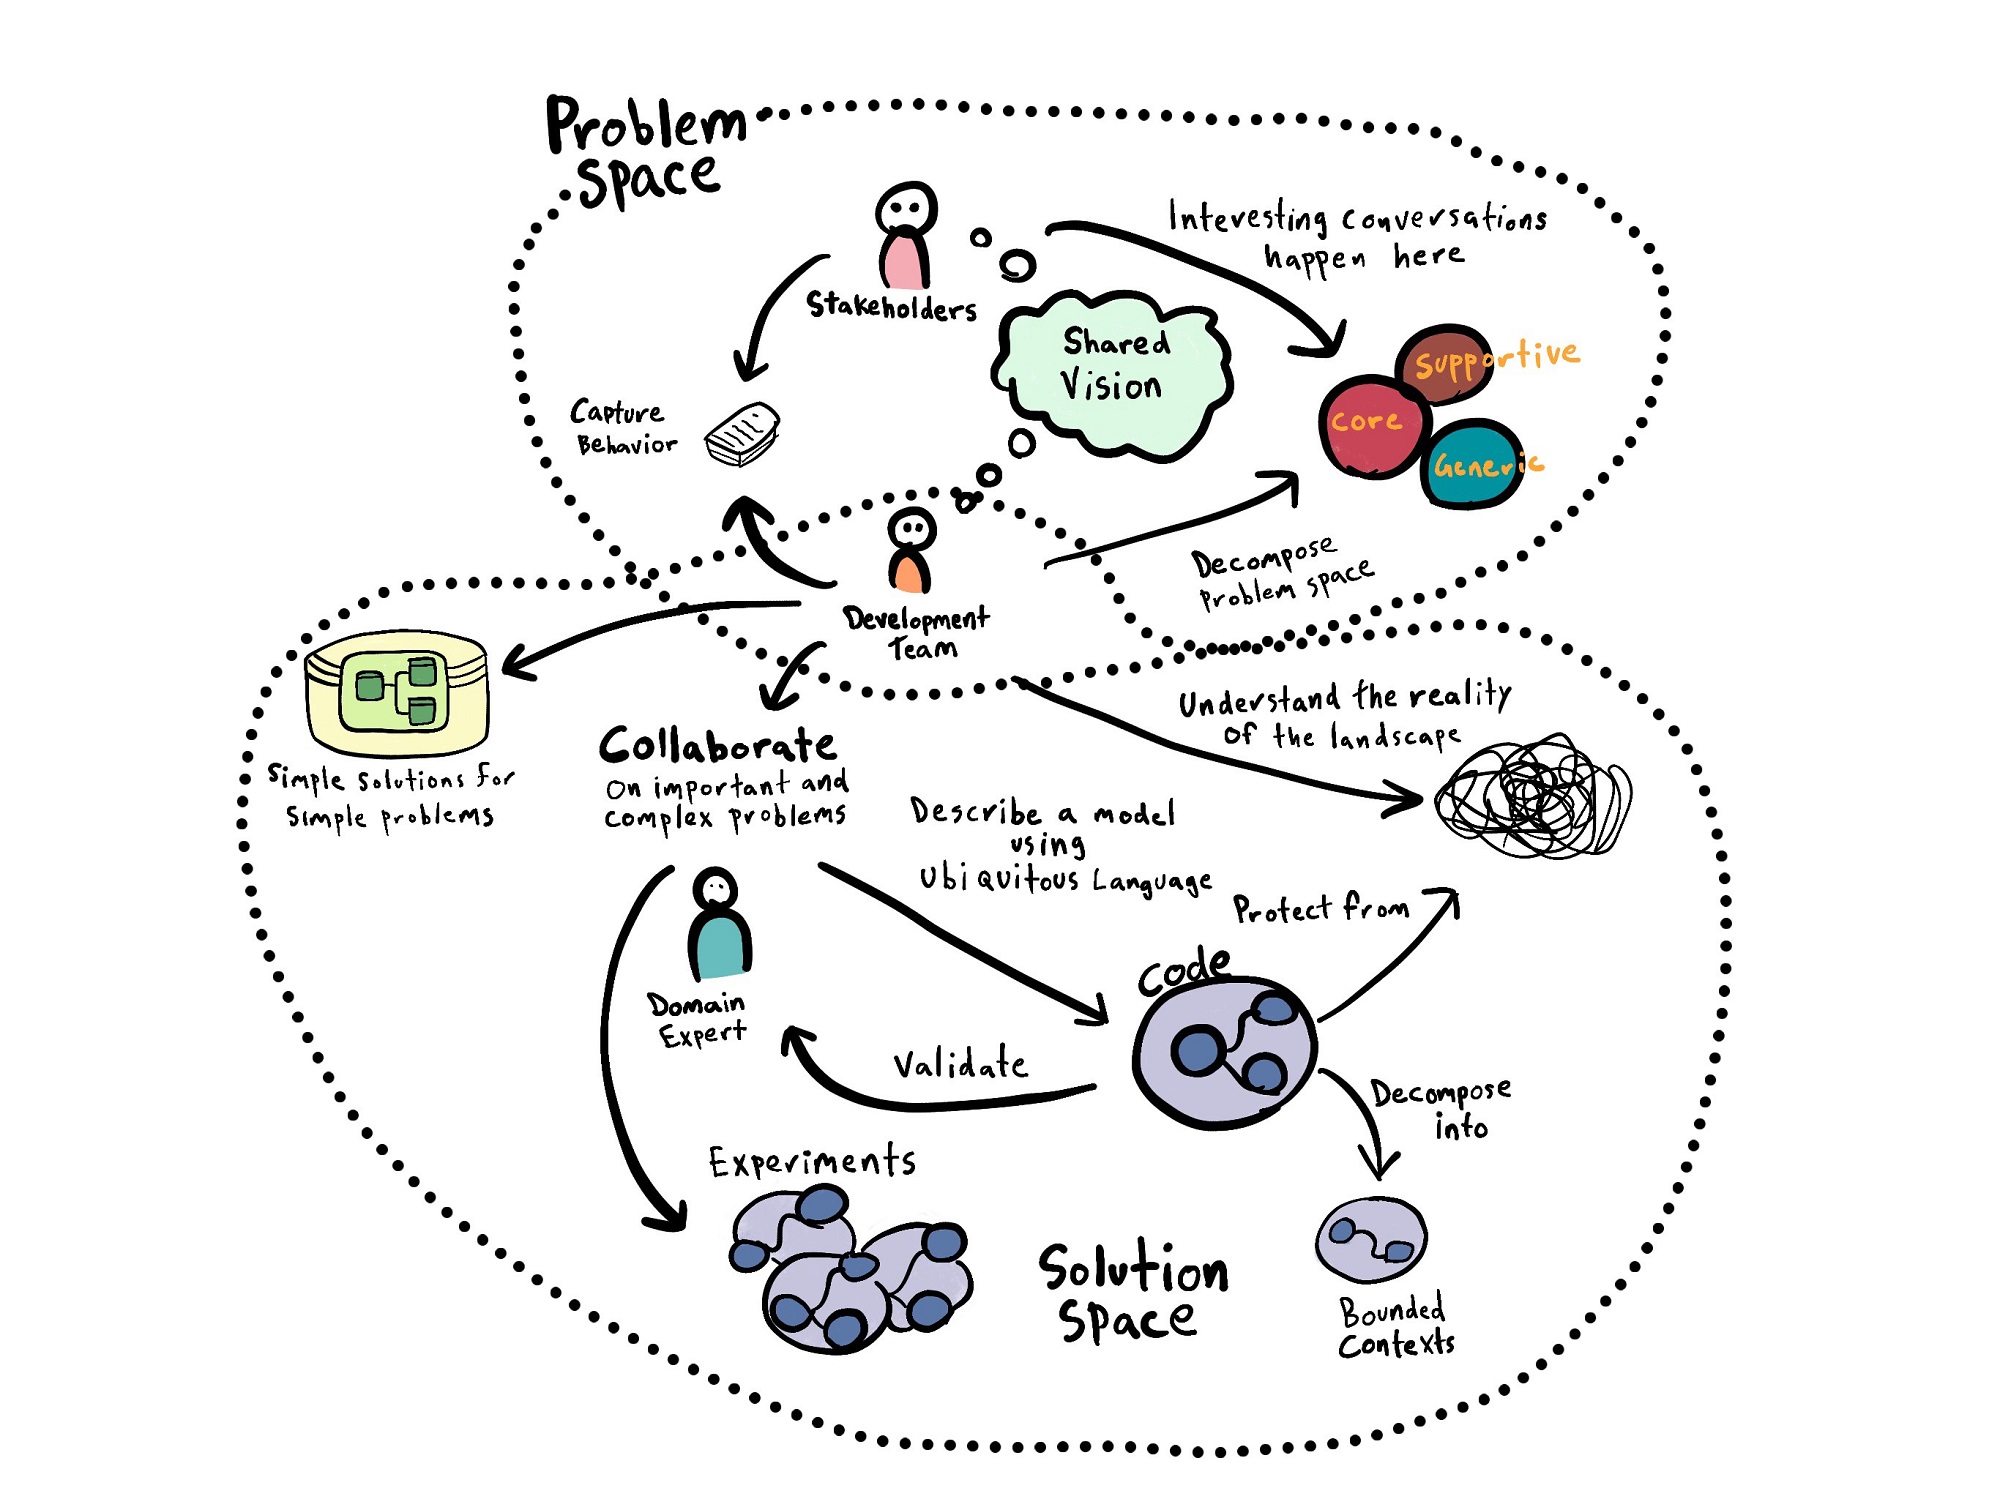 Problem
space
Interesting conversations
happen here
Stakeholders
Shared
Vision
Supportive
Core
Generic
Capture
Behavior
Decompose
Problem space
Development
Team
Understand the reality
of the landscape
Simple Solutions for
Simple problems
Collaborate
On important and
complex problems
Describe a model
using
Ubiquitous Language
Protect from
Code
Domain
Expert
Validate
Decompose
into
Experiments
Solution
Space
Bounded
Contexts